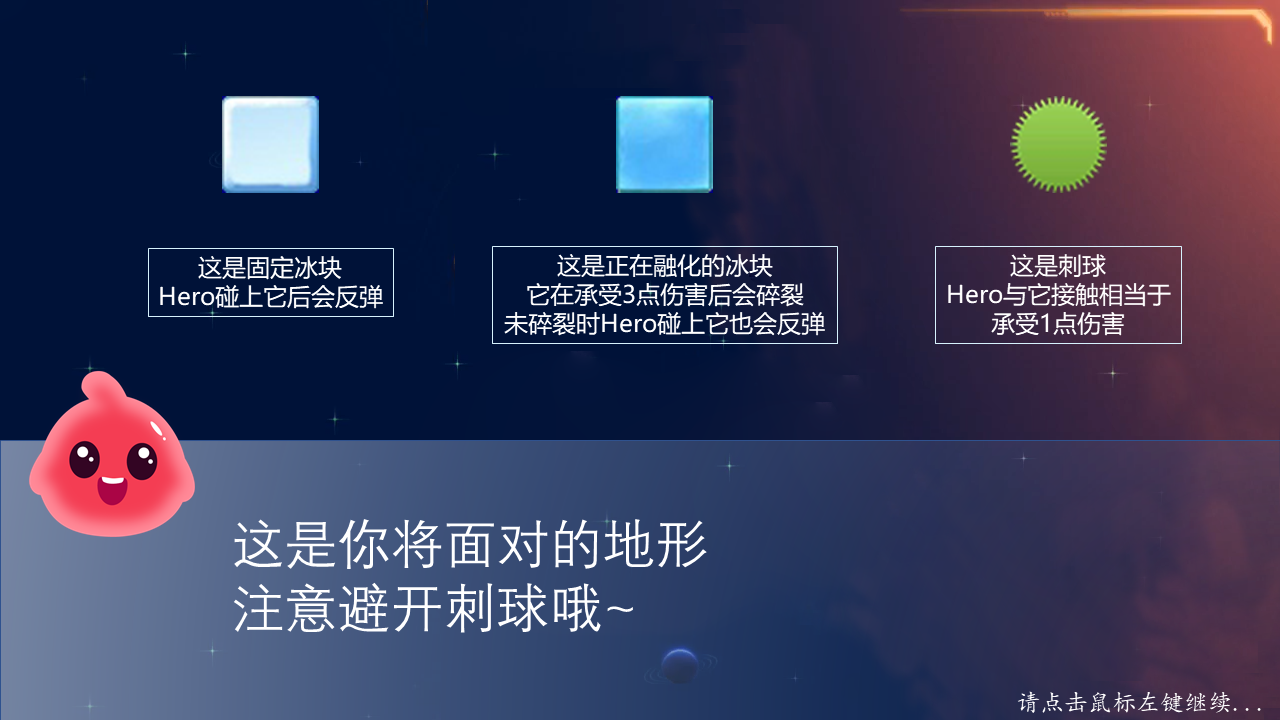 这是固定冰块
Hero碰上它后会反弹
这是正在融化的冰块
它在承受3点伤害后会碎裂
未碎裂时Hero碰上它也会反弹
这是刺球
Hero与它接触相当于
承受1点伤害
这是你将面对的地形
注意避开刺球哦~
请点击鼠标左键继续...